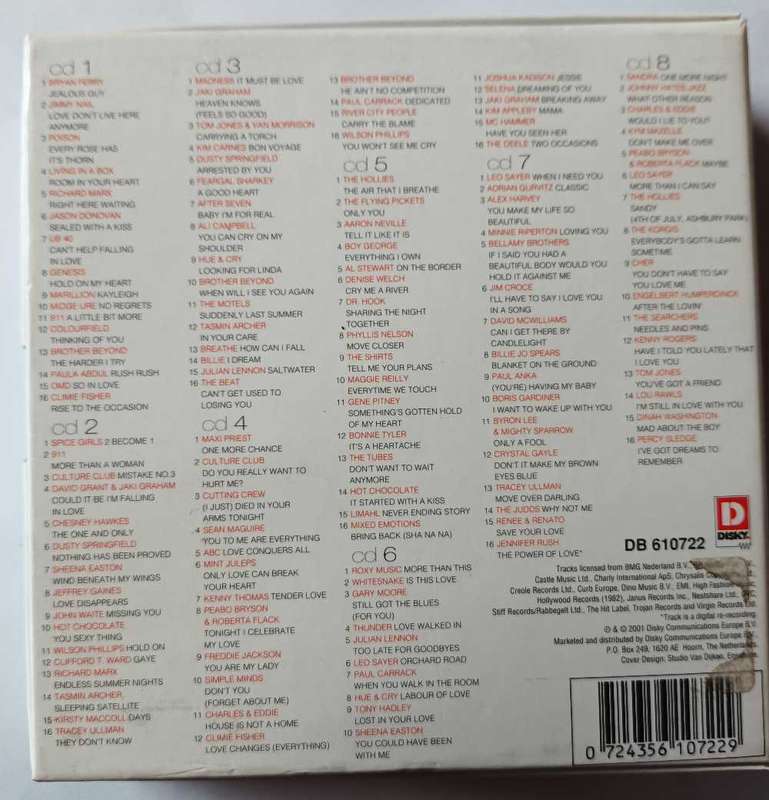 cd 1
1 BRYAN FERRY
JEALOUS GUY
2 JIMMY NAIL
LOVE DON'T LIVE HERE
ANYMORE
3 POISON
EVERY ROSE HAS
IT'S THORN
4 LIVING IN A BOX
ROOM IN YOUR HEART
5 RICHARD MARX
RIGHT HERE WAITING
6 JASON DONOVAN
SEALED WITH A KISS
7 UB 40
CAN'T HELP FALLING
IN LOVE
8 GENESIS
HOLD ON MY HEART
9 MARILLION KAYLEIGH
10 MIDGE URE NO REGRETS
11 911 A LITTLE BIT MORE
12 COLOURFIELD
THINKING OF YOU
13 BROTHER BEYOND
THE HARDER I TRY
14 PAULA ABDUL RUSH RUSH
15 OMD SO IN LOVE
16 CLIMIE FISHER
RISE TO THE OCCASION
cd 2
1 SPICE GIRLS 2 BECOME 1
2 911
MORE THAN A WOMAN
3 CULTURE CLUB MISTAKE NO.3
4 DAVID GRANT & JAKI GRAHAM
COULD IT BE I'M FALLING
IN LOVE
5 CHESNEY HAWKES
THE ONE AND ONLY
6 DUSTY SPRINGFIELD
NOTHING HAS BEEN PROVED
7 SHEENA EASTON
WIND BENEATH MY WINGS
8 JEFFREY GAINES
LOVE DISAPPEARS
9 JOHN WAITE MISSING YOU
10 HOT CHOCOLATE
YOU SEXY THING
11 WILSON PHILLIPS HOLD ON
12 CLIFFORD T. WARD GAYE
13 RICHARD MARX
ENDLESS SUMMER NIGHTS
14 TASMIN ARCHER
SLEEPING SATELLITE
15 KIRSTY MACCOLL DAYS
16 TRACEY ULLMAN
THEY DON'T KNOW
cd 3
1 MADNESS IT MUST BE LOVE
2 JAKI GRAHAM
HEAVEN KNOWS
(FEELS SO GOOD)
3 TOM JONES & VAN MORRISON
CARRYING A TORCH
4 KIM CARNES BON VOYAGE
5 DUSTY SPRINGFIELD
ARRESTED BY YOU
6 FEARGAL SHARKEY
A GOOD HEART
7 AFTER SEVEN
BABY I'M FOR REAL
8 ALI CAMPBELL
YOU CAN CRY ON MY
SHOULDER
9 HUE & CRY
LOOKING FOR LINDA
10 BROTHER BEYOND
WHEN WILL I SEE YOU AGAIN
11 THE MOTELS
SUDDENLY LAST SUMMER
12 TASMIN ARCHER
IN YOUR CARE
13 BREATHE HOW CAN I FALL
14 BILLIE I DREAM
15 JULIAN LENNON SALTWATER
16 THE BEAT
CAN'T GET USED TO
LOSING YOU
cd 4
1 MAXI PRIEST
ONE MORE CHANCE
2 CULTURE CLUB
DO YOU REALLY WANT TO
HURT ME?
3 CUTTING CREW
(I JUST) DIED IN YOUR
ARMS TONIGHT
4 SEAN MAGUIRE
YOU TO ME ARE EVERYTHING
5 ABC LOVE CONQUERS ALL
6 MINT JULEPS
ONLY LOVE CAN BREAK
YOUR HEART
7 KENNY THOMAS TENDER LOVE
8 PEABO BRYSON
& ROBERTA FLACK
TONIGHT I CELEBRATE
MY LOVE
9 FREDDIE JACKSON
YOU ARE MY LADY
10 SIMPLE MINDS
DON'T YOU
(FORGET ABOUT ME)
11 CHARLES & EDDIE
HOUSE IS NOT A HOME
12 CLIMIE FISHER
LOVE CHANGES (EVERYTHING)
13 BROTHER BEYOND
HE AIN'T NO COMPETITION
14 PAUL CARRACK DEDICATED
15 RIVER CITY PEOPLE
CARRY THE BLAME
16 WILSON PHILLIPS
YOU WON'T SEE ME CRY
cd 5
1 THE HOLLIES
THE AIR THAT I BREATHE
2 THE FLYING PICKETS
ONLY YOU
3 AARON NEVILLE
TELL IT LIKE IT IS
4 BOY GEORGE
EVERYTHING I OWN
5 AL STEWART ON THE BORDER
6 DENISE WELCH
CRY ME A RIVER
7 DR. HOOK
SHARING THE NIGHT
TOGETHER
8 PHYLLIS NELSON
MOVE CLOSER
9 THE SHIRTS
TELL ME YOUR PLANS
10 MAGGIE REILLY
EVERYTIME WE TOUCH
11 GENE PITNEY
SOMETHING'S GOTTEN HOLD
OF MY HEART
12 BONNIE TYLER
IT'S A HEARTACHE
13 THE TUBES
DON'T WANT TO WAIT
ANYMORE
14 HOT CHOCOLATE
IT STARTED WITH A KISS
15 LIMAHL NEVER ENDING STORY
16 MIXED EMOTIONS
BRING BACK (SHA NA NA)
cd 6
1 ROXY MUSIC MORE THAN THIS
2 WHITESNAKE IS THIS LOVE
3 GARY MOORE
STILL GOT THE BLUES
(FOR YOU)
4 THUNDER LOVE WALKED IN
5 JULIAN LENNON
TOO LATE FOR GOODBYES
6 LEO SAYER ORCHARD ROAD
7 PAUL CARRACK
WHEN YOU WALK IN THE ROOM
8 HUE & CRY LABOUR OF LOVE
9 TONY HADLEY
LOST IN YOUR LOVE
10 SHEENA EASTON
YOU COULD HAVE BEEN
WITH ME
11 JOSHUA KADISON JESSIE
12 SELENA DREAMING OF YOU
13 JAKI GRAHAM BREAKING AWAY
14 KIM APPLEBY MAMA
15 MC HAMMER
HAVE YOU SEEN HER
16 THE DEELE TWO OCCASIONS
cd 7
1 LEO SAYER WHEN I NEED YOU
2 ADRIAN GURVITZ CLASSIC
3 ALEX HARVEY
YOU MAKE MY LIFE SO
BEAUTIFUL
4 MINNIE RIPERTON LOVING YOU
5 BELLAMY BROTHERS
IF I SAID YOU HAD A
BEAUTIFUL BODY WOULD YOU
HOLD IT AGAINST ME
6 JIM CROCE
I'LL HAVE TO SAY I LOVE YOU
IN A SONG
7 DAVID MCWILLIAMS
CAN I GET THERE BY
CANDLELIGHT
8 BILLIE JO SPEARS
BLANKET ON THE GROUND
9 PAUL ANKA
(YOU'RE) HAVING MY BABY
10 BORIS GARDINER
I WANT TO WAKE UP WITH YOU
11 BYRON LEE
& MIGHTY SPARROW
ONLY A FOOL
12 CRYSTAL GAYLE
DON'T IT MAKE MY BROWN
EYES BLUE
13 TRACEY ULLMAN
MOVE OVER DARLING
14 THE JUDDS WHY NOT ME
15 RENEE & RENATO
SAVE YOUR LOVE
16 JENNIFER RUSH
THE POWER OF LOVE*
cd 8
1 SANDRA ONE MORE NIGHT
2 JOHNNY HATES JAZZ
WHAT OTHER REASON
3 CHARLES & EDDIE
WOULD I LIE TO YOU?
4 KYM MAZELLE
DON'T MAKE ME OVER
5 PEABO BRYSON
& ROBERTA FLACK MAYBE
6 LEO SAYER
MORE THAN I CAN SAY
7 THE HOLLIES
SANDY
(4TH OF JULY, ASHBURY PARK)
8 THE KORGIS
EVERYBODY'S GOTTA LEARN
SOMETIME
9 CHER
YOU DON'T HAVE TO SAY
YOU LOVE ME
10 ENGELBERT HUMPERDINCK
AFTER THE LOVIN'
11 THE SEARCHERS
NEEDLES AND PINS
12 KENNY ROGERS
HAVE I TOLD YOU LATELY THAT
I LOVE YOU
13 TOM JONES
YOU'VE GOT A FRIEND
14 LOU RAWLS
I'M STILL IN LOVE WITH YOU
15 DINAH WASHINGTON
MAD ABOUT THE BOY
16 PERCY SLEDGE
I'VE GOT DREAMS TO
REMEMBER
D
DISKY
DB 610722
Tracks licensed from BMG Nederland B.V.,
Castle Music Ltd., Charly International ApS, Chrysalis
Creole Records Ltd., Curb Europe, Dino Music B.V., EMI, High Fashion
Hollywood Records (1992), Janus Records Inc., Nestshare Ltd.,
Stiff Records/Rabbegelt Ltd., The Hit Label, Trojan Records and Virgin Records Ltd.
*Track is a digital re-recording.
℗ & © 2001 Disky Communications Europe B.V.
Marketed and distributed by Disky Communications Europe B.V.
P.O. Box 249, 1620 AE Hoorn, The Netherlands.
Cover Design: Studio Van Dokan,
0 724356 107229